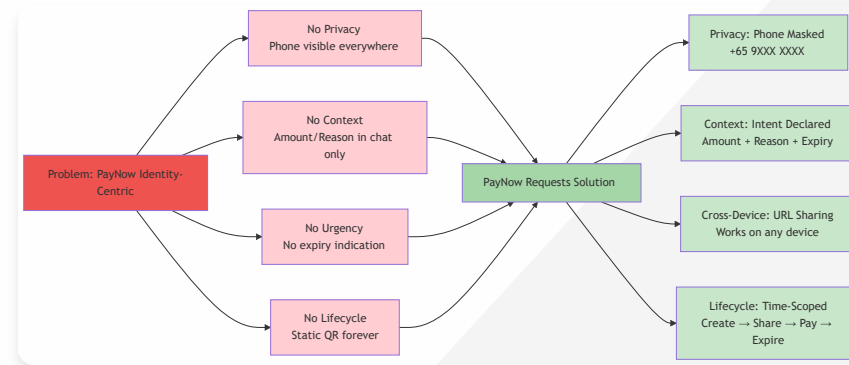 No Privacy
Phone visible everywhere
No Context
Amount/Reason in chat
only
Problem: PayNow Identity-
Centric
No Urgency
No expiry indication
No Lifecycle
Static QR forever
PayNow Requests Solution
Privacy: Phone Masked
+65 9XXX XXXX
Context: Intent Declared
Amount + Reason + Expiry
Cross-Device: URL Sharing
Works on any device
Lifecycle: Time-Scoped
Create → Share → Pay →
Expire